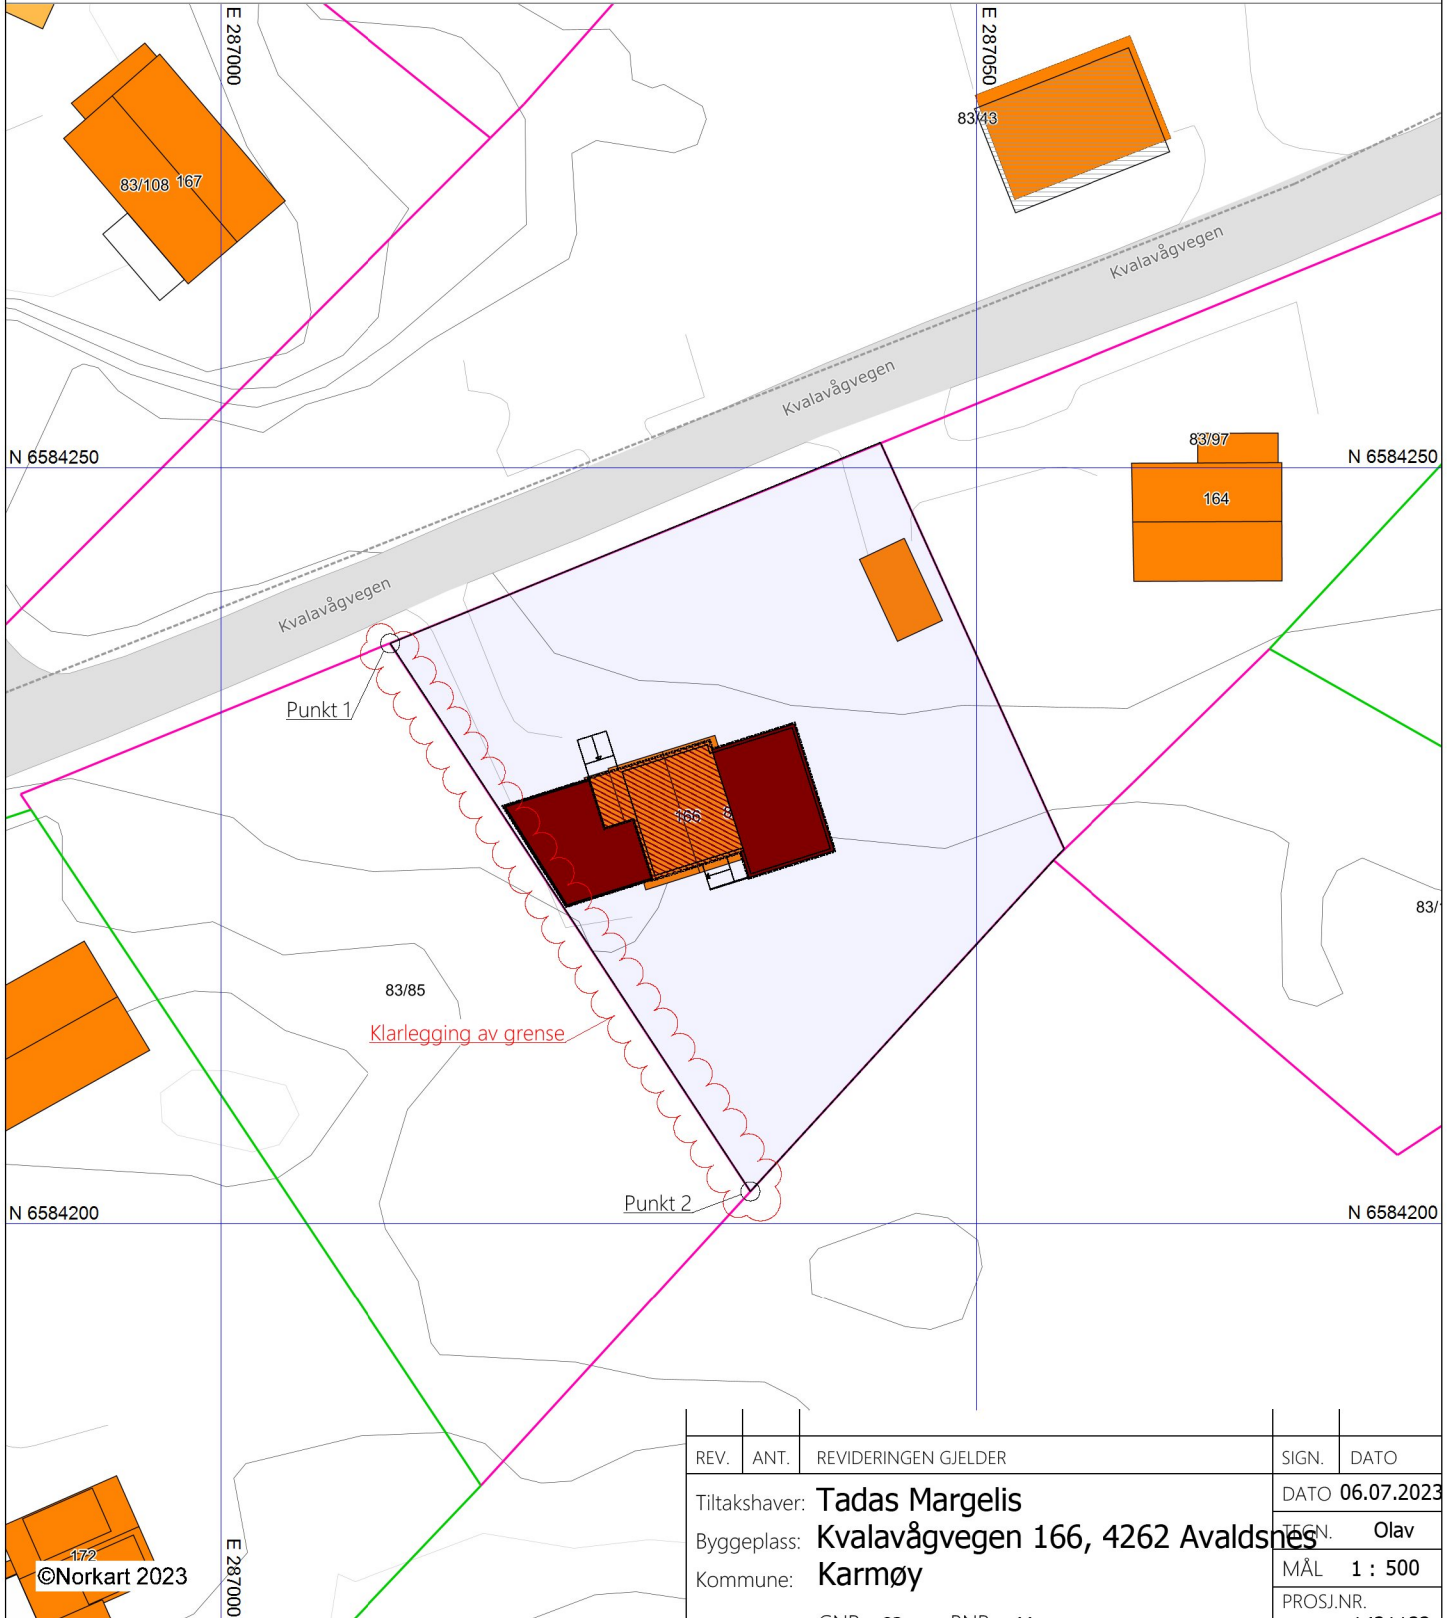 E 287000
E 287050
83/43
83/108 167
Kvalavågvegen
Kvalavågvegen
83/97
N 6584250
N 6584250
164
Kvalavågvegen
Punkt 1
166
8
83/
83/85
Klarlegging av grense
Punkt 2
N 6584200
N 6584200
REV. ANT. REVIDERINGEN GJELDER SIGN. DATO
Tiltakshaver: Tadas Margelis
DATO 06.07.2023
Byggeplass: Kvalavågvegen 166, 4262 Avaldsnes
TEGN. Olav
Kommune: Karmøy
MÅL 1 : 500
PROSJ.NR.
172
©Norkart 2023
E 287000